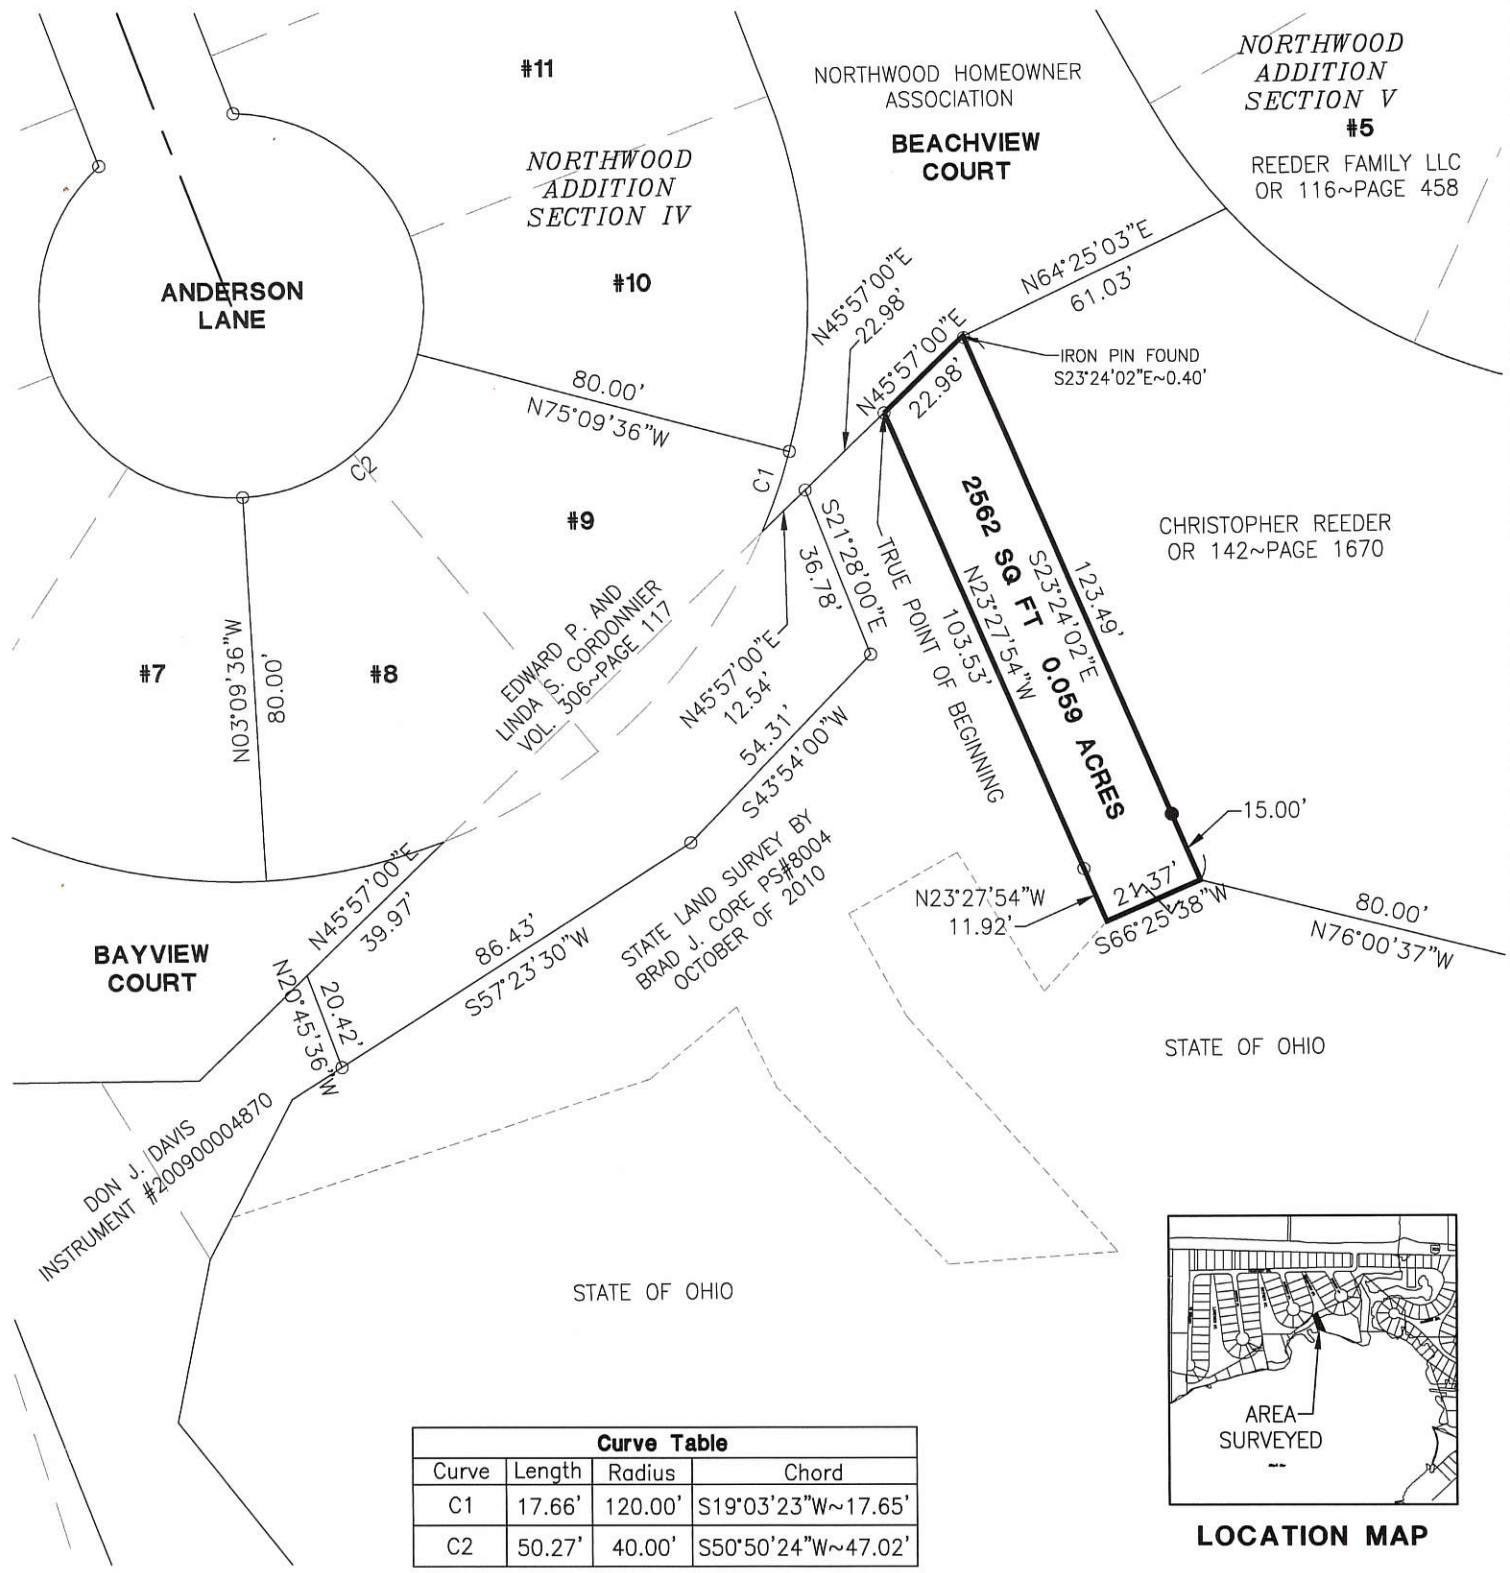 #11
NORTHWOOD HOMEOWNER
ASSOCIATION
BEACHVIEW
COURT
NORTHWOOD
ADDITION
SECTION V
#5
REEDER FAMILY LLC
OR 116~PAGE 458
NORTHWOOD
ADDITION
SECTION IV
#10
ANDERSON
LANE
N64°25'03"E
61.03'
N45°57'00"E
22.98'
N45°57'00"E
22.98'
IRON PIN FOUND
S23°24'02"E~0.40'
80.00'
N75°09'36"W
C2
C1
#9
CHRISTOPHER REEDER
OR 142~PAGE 1670
S21°28'00"E
36.78'
TRUE POINT OF BEGINNING
2562 SQ FT 0.059 ACRES
123.49'
S23°24'02"E
N23°27'54"W
103.53'
EDWARD P. AND
LINDA S. CORDONNIER
VOL. 306~PAGE 117
N45°57'00"E
12.54'
#7
N03°09'36"W
80.00'
#8
54.31'
S43°54'00"W
15.00'
STATE LAND SURVEY BY
BRAD J. CORE PS#8004
OCTOBER OF 2010
N23°27'54"W
11.92'
21.37'
S66°25'38"W
80.00'
N76°00'37"W
N45°57'00"E
39.97'
86.43'
S57°23'30"W
BAYVIEW
COURT
N20°45'36"W
20.42'
STATE OF OHIO
DON J. DAVIS
INSTRUMENT #200900004870
STATE OF OHIO
AREA
SURVEYED
LOCATION MAP
Curve Table
Curve Length Radius Chord
C1 17.66' 120.00' S19°03'23"W~17.65'
C2 50.27' 40.00' S50°50'24"W~47.02'